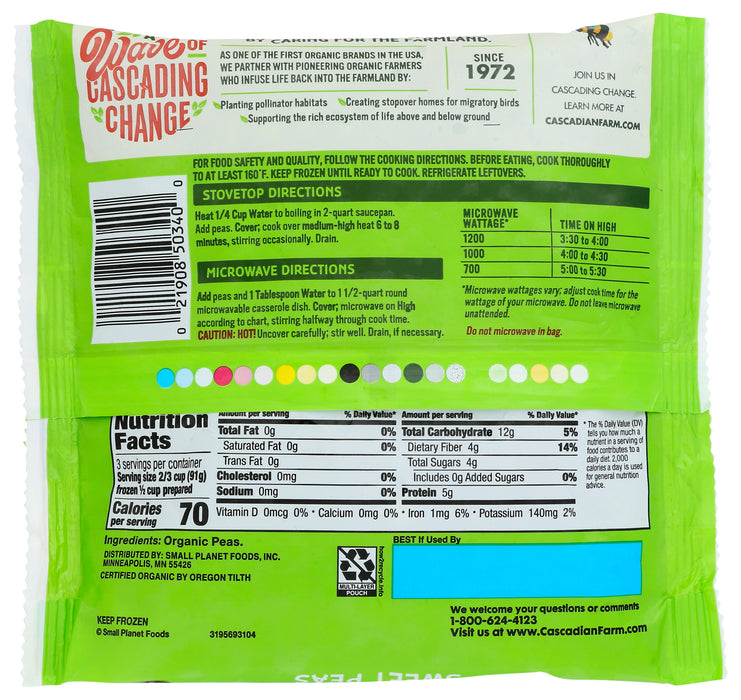 A
Wave OF
CASCADING
CHANGE
BY CARING FOR THE FARMLAND.
AS ONE OF THE FIRST ORGANIC BRANDS IN THE USA,
WE PARTNER WITH PIONEERING ORGANIC FARMERS
WHO INFUSE LIFE BACK INTO THE FARMLAND BY:
SINCE
1972
Planting pollinator habitats Creating stopover homes for migratory birds
Supporting the rich ecosystem of life above and below ground
JOIN US IN
CASCADING CHANGE.
LEARN MORE AT
CASCADIANFARM.COM
FOR FOOD SAFETY AND QUALITY, FOLLOW THE COOKING DIRECTIONS. BEFORE EATING, COOK THOROUGHLY
TO AT LEAST 160°F. KEEP FROZEN UNTIL READY TO COOK. REFRIGERATE LEFTOVERS.
0 21908 50340 0
STOVETOP DIRECTIONS
Heat 1/4 Cup Water to boiling in 2-quart saucepan.
Add peas. Cover; cook over medium-high heat 6 to 8
minutes, stirring occasionally. Drain.
MICROWAVE DIRECTIONS
Add peas and 1 Tablespoon Water to 1 1/2-quart round
microwavable casserole dish. Cover; microwave on High
according to chart, stirring halfway through cook time.
CAUTION: HOT! Uncover carefully; stir well. Drain, if necessary.
MICROWAVE
WATTAGE* TIME ON HIGH
1200 3:30 to 4:00
1000 4:00 to 4:30
700 5:00 to 5:30
*Microwave wattages vary; adjust cook time for the
wattage of your microwave. Do not leave microwave
unattended.
Do not microwave in bag.
Nutrition
Facts
3 servings per container
Serving size 2/3 cup (91g)
frozen ½ cup prepared
Calories
per serving 70
Amount per serving % Daily Value*
Total Fat 0g 0%
Saturated Fat 0g 0%
Trans Fat 0g
Cholesterol 0mg 0%
Sodium 0mg 0%
Amount per serving % Daily Value*
Total Carbohydrate 12g 5%
Dietary Fiber 4g 14%
Total Sugars 4g
Includes 0g Added Sugars 0%
Protein 5g
Vitamin D 0mcg 0% • Calcium 0mg 0% • Iron 1mg 6% • Potassium 140mg 2%
* The % Daily Value (DV)
tells you how much a
nutrient in a serving of
food contributes to a
daily diet. 2,000
calories a day is used
for general nutrition
advice.
Ingredients: Organic Peas.
DISTRIBUTED BY: SMALL PLANET FOODS, INC.
MINNEAPOLIS, MN 55426
CERTIFIED ORGANIC BY OREGON TILTH
MULTI-LAYER
POUCH
how2recycle.info
BEST If Used By
KEEP FROZEN
© Small Planet Foods 3195693104
We welcome your questions or comments
1-800-624-4123
Visit us at www.CascadianFarm.com
SWEET PEAS